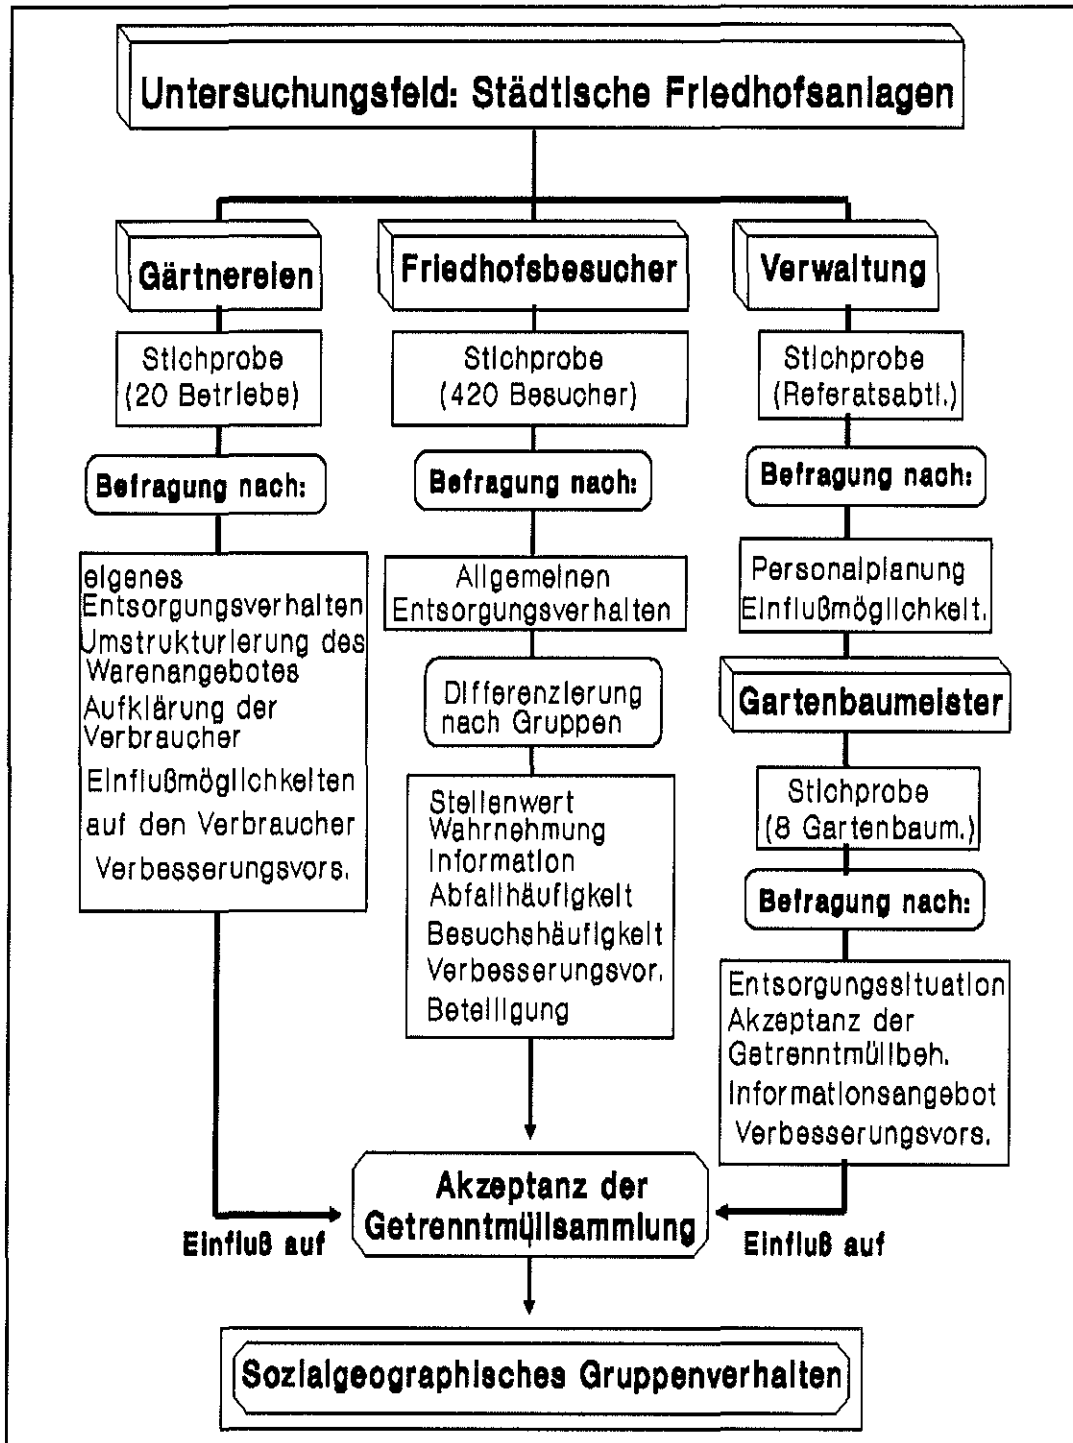 Untersuchungsfeld: Städtische Friedhofsanlagen
Gärtnereien
Stichprobe
(20 Betriebe)
Befragung nach:
eigenes
Entsorgungsverhalten
Umstrukturierung des
Warenangebotes
Aufklärung der
Verbraucher
Einflußmöglichkeiten
auf den Verbraucher
Verbesserungsvors.
Einfluß auf
Friedhofsbesucher
Stichprobe
(420 Besucher)
Befragung nach:
Allgemeinen
Entsorgungsverhalten
Differenzierung
nach Gruppen
Stellenwert
Wahrnehmung
Information
Abfallhäufigkeit
Besuchshäufigkeit
Verbesserungsvor.
Beteiligung
Verwaltung
Stichprobe
(Referatsabtl.)
Befragung nach:
Personalplanung
Einflußmöglichkeit.
Gartenbaumeister
Stichprobe
(8 Gartenbaum.)
Befragung nach:
Entsorgungssituation
Akzeptanz der
Getrenntmüllbeh.
Informationsangebot
Verbesserungsvors.
Einfluß auf
Akzeptanz der
Getrenntmüllsammlung
Sozialgeographisches Gruppenverhalten